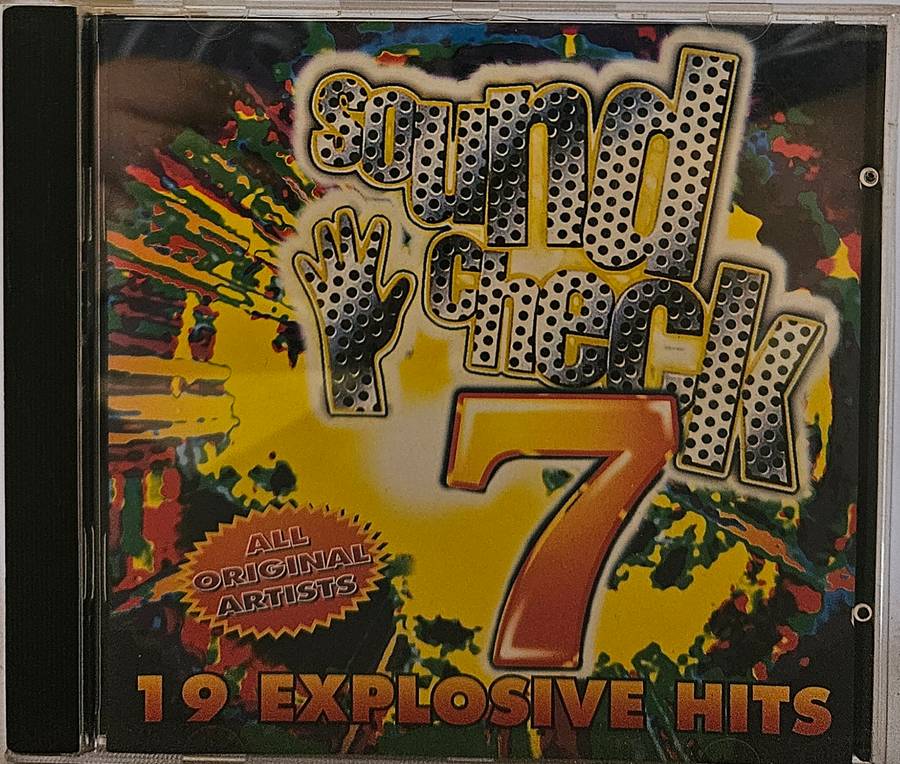 sound
check
7
ALL
ORIGINAL
ARTISTS
19 EXPLOSIVE HITS